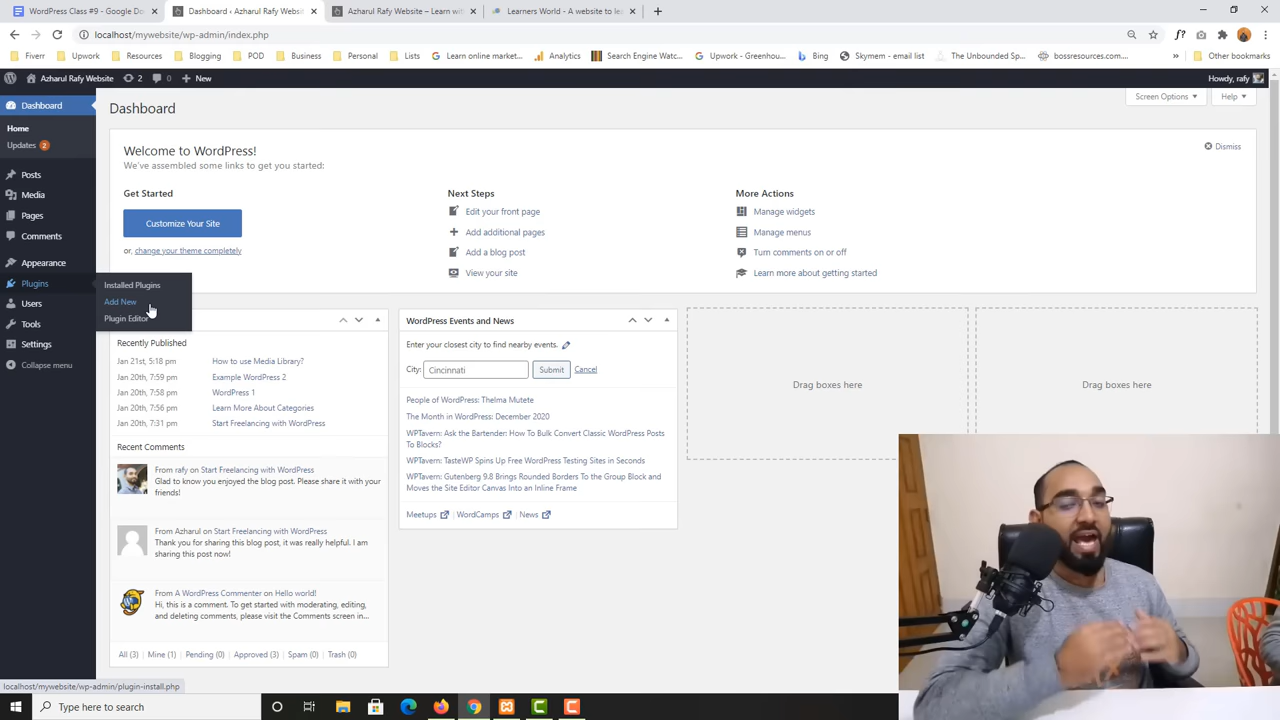 WordPress Class #9 - Google Do
Dashboard ‹ Azharul Rafy Websit
Azharul Rafy Website – Learn with
Learners World - A website to le
localhost/mywebsite/wp-admin/index.php
Fiverr
Upwork
Resources
Blogging
POD
Business
Personal
Lists
Learn online market...
Analytics
Search Engine Watc...
Upwork - Greenhou...
Bing
Skymem - email list
The Unbounded Sp...
bossresources.com...
Other bookmarks
Azharul Rafy Website
2
0
New
Howdy, rafy
Dashboard
Home
Updates 2
Posts
Media
Pages
Comments
Appearance
Plugins
Users
Tools
Settings
Collapse menu
Installed Plugins
Add New
Plugin Editor
Dashboard
Screen Options
Help
Welcome to WordPress!
We've assembled some links to get you started:
Dismiss
Get Started
Customize Your Site
or, change your theme completely
Next Steps
Edit your front page
Add additional pages
Add a blog post
View your site
More Actions
Manage widgets
Manage menus
Turn comments on or off
Learn more about getting started
Recently Published
Jan 21st, 5:18 pm How to use Media Library?
Jan 20th, 7:59 pm Example WordPress 2
Jan 20th, 7:58 pm WordPress 1
Jan 20th, 7:56 pm Learn More About Categories
Jan 20th, 7:31 pm Start Freelancing with WordPress
Recent Comments
From rafy on Start Freelancing with WordPress
Glad to know you enjoyed the blog post. Please share it with your
friends!
From Azharul on Start Freelancing with WordPress
Thank you for sharing this blog post, it was really helpful. I am
sharing this post now!
From A WordPress Commenter on Hello world!
Hi, this is a comment. To get started with moderating, editing,
and deleting comments, please visit the Comments screen in...
All (3) | Mine (1) | Pending (0) | Approved (3) | Spam (0) | Trash (0)
WordPress Events and News
Enter your closest city to find nearby events.
City: Cincinnati Submit Cancel
People of WordPress: Thelma Mutete
The Month in WordPress: December 2020
WPTavern: Ask the Bartender: How To Bulk Convert Classic WordPress Posts
To Blocks?
WPTavern: TasteWP Spins Up Free WordPress Testing Sites in Seconds
WPTavern: Gutenberg 9.8 Brings Rounded Borders To the Group Block and
Moves the Site Editor Canvas Into an Inline Frame
Meetups | WordCamps | News
Drag boxes here
Drag boxes here
localhost/mywebsite/wp-admin/plugin-install.php
Type here to search